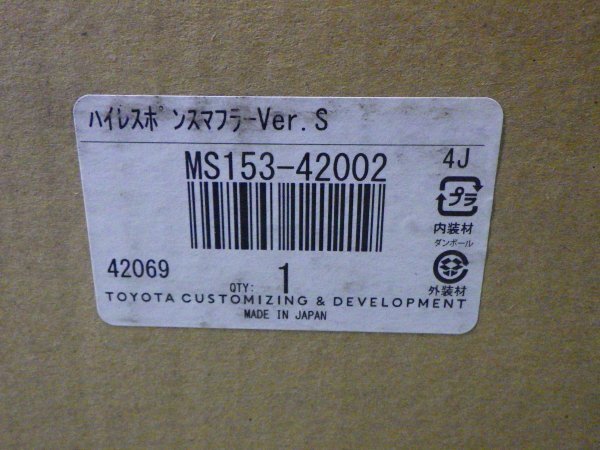 ハイレスポンスマフラーVer.S
MS153-42002
4J
プラ
内装材
ダンボール
外装材
42069
QTY: 1
TOYOTA CUSTOMIZING & DEVELOPMENT
MADE IN JAPAN